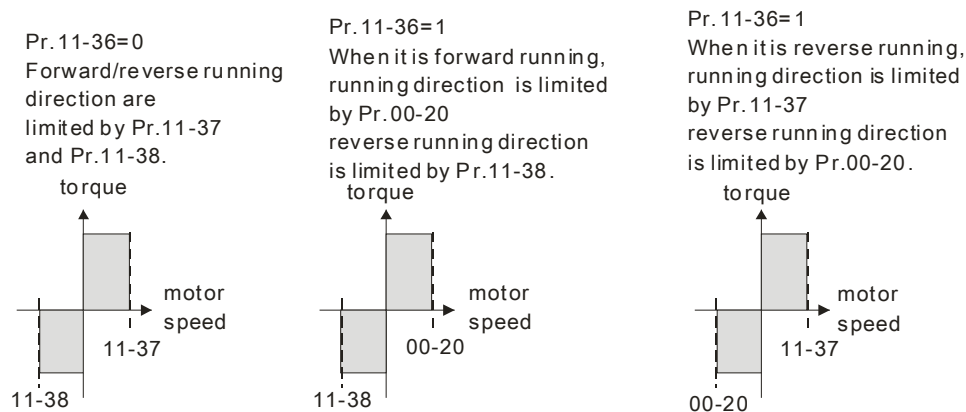 Pr.11-36=0
Forward/reverse running
direction are
limited by Pr.11-37
and Pr.11-38.
torque
motor
speed
11-37
11-38
Pr.11-36=1
When it is forward running,
running direction is limited
by Pr.00-20
reverse running direction
is limited by Pr.11-38.
torque
motor
speed
00-20
11-38
Pr.11-36=1
When it is reverse running,
running direction is limited
by Pr.11-37
reverse running direction
is limited by Pr.00-20.
torque
motor
speed
11-37
00-20